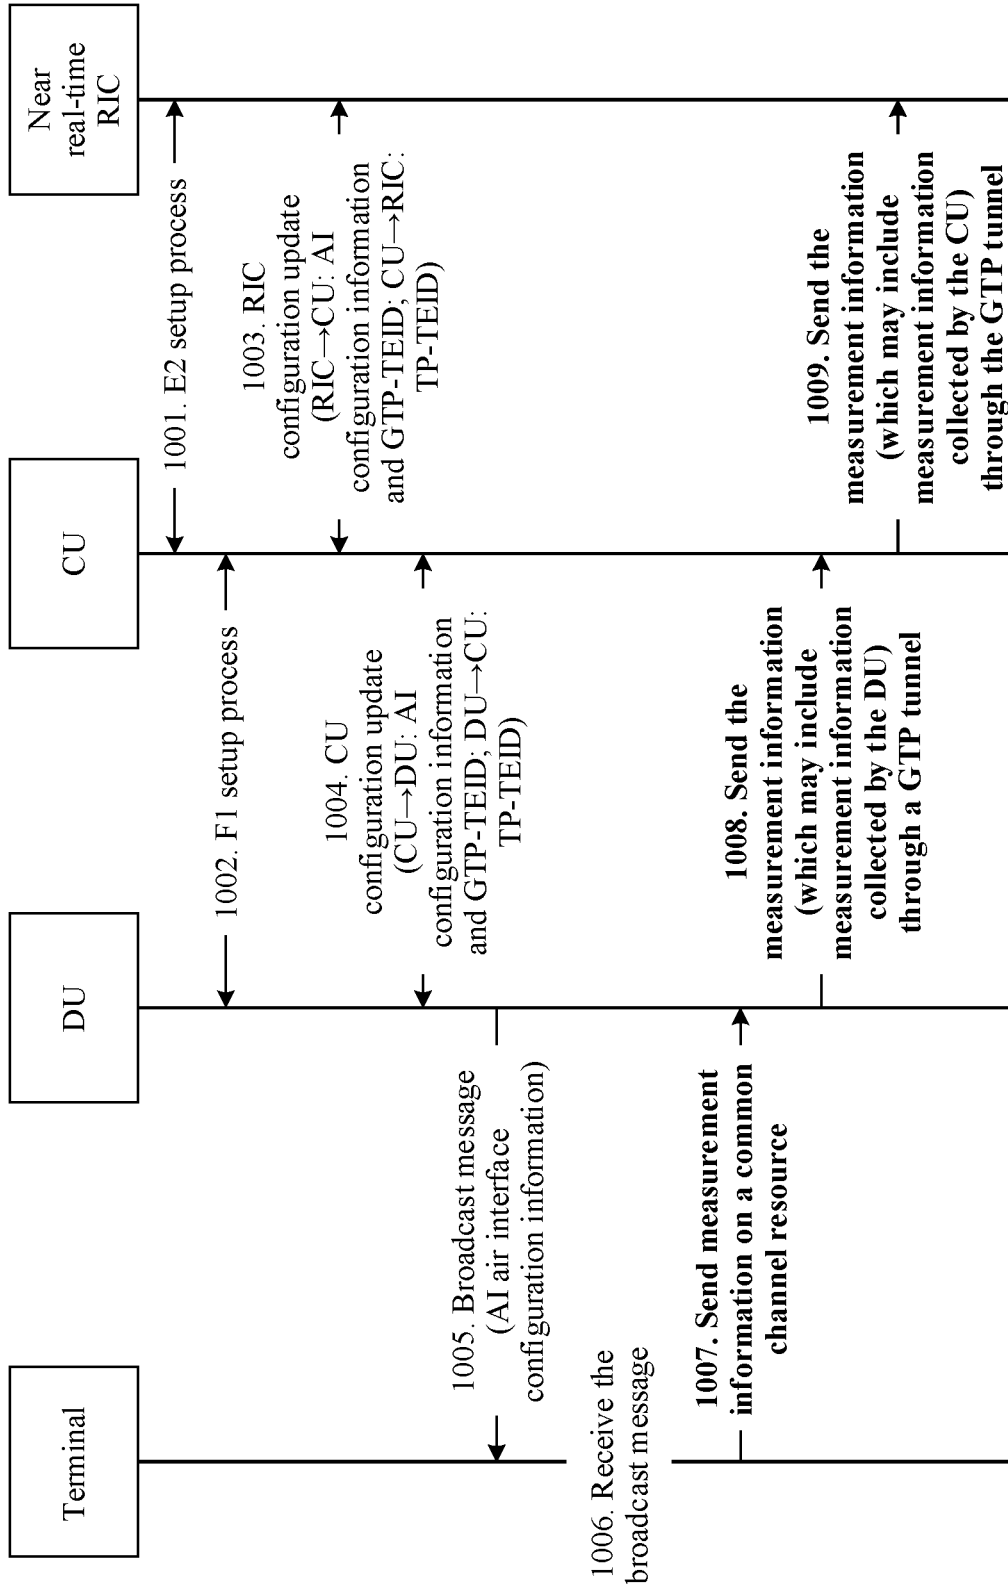 Terminal
DU
CU
Near
real-time
RIC
1001. E2 setup process
1002. F1 setup process
1003. RIC
configuration update
(RIC→CU: AI
configuration information
and GTP-TEID; CU→RIC:
TP-TEID)
1004. CU
configuration update
(CU→DU: AI
configuration information
and GTP-TEID; DU→CU:
TP-TEID)
1005. Broadcast message
(AI air interface
configuration information)
1006. Receive the
broadcast message
1007. Send measurement
information on a common
channel resource
1008. Send the
measurement information
(which may include
measurement information
collected by the DU)
through a GTP tunnel
1009. Send the
measurement information
(which may include
measurement information
collected by the CU)
through the GTP tunnel